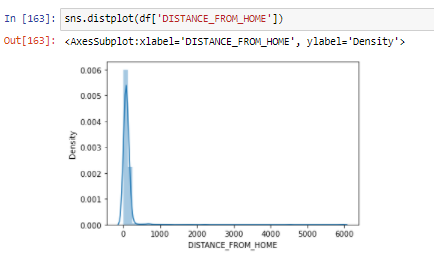 In [163]: sns.distplot(df['DISTANCE_FROM_HOME'])
Out[163]: <AxesSubplot:xlabel='DISTANCE_FROM_HOME', ylabel='Density'>
0.006
0.005
0.004
0.003
0.002
0.001
0.000
Density
0 1000 2000 3000 4000 5000 6000
DISTANCE_FROM_HOME